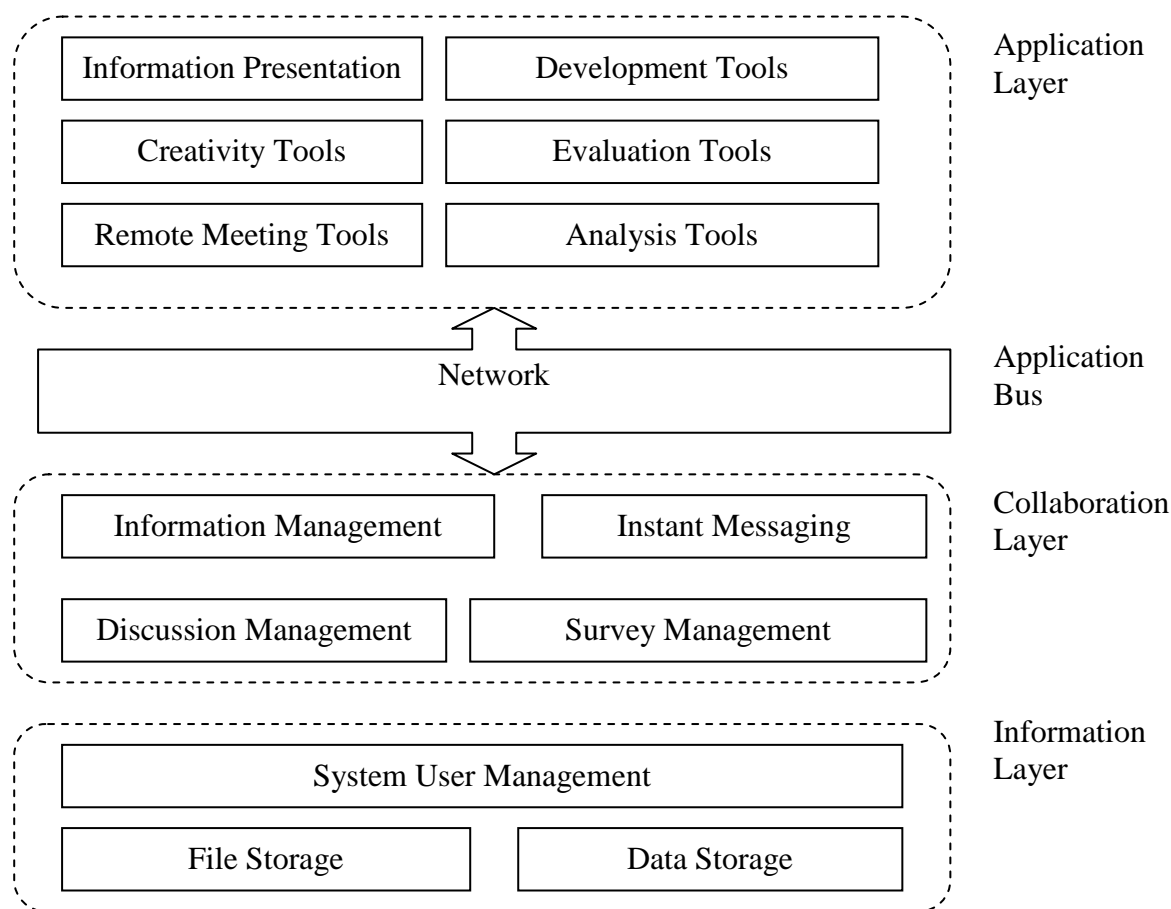 Information Presentation
Development Tools
Application
Layer
Creativity Tools
Evaluation Tools
Remote Meeting Tools
Analysis Tools
Network
Application
Bus
Information Management
Instant Messaging
Collaboration
Layer
Discussion Management
Survey Management
System User Management
Information
Layer
File Storage
Data Storage